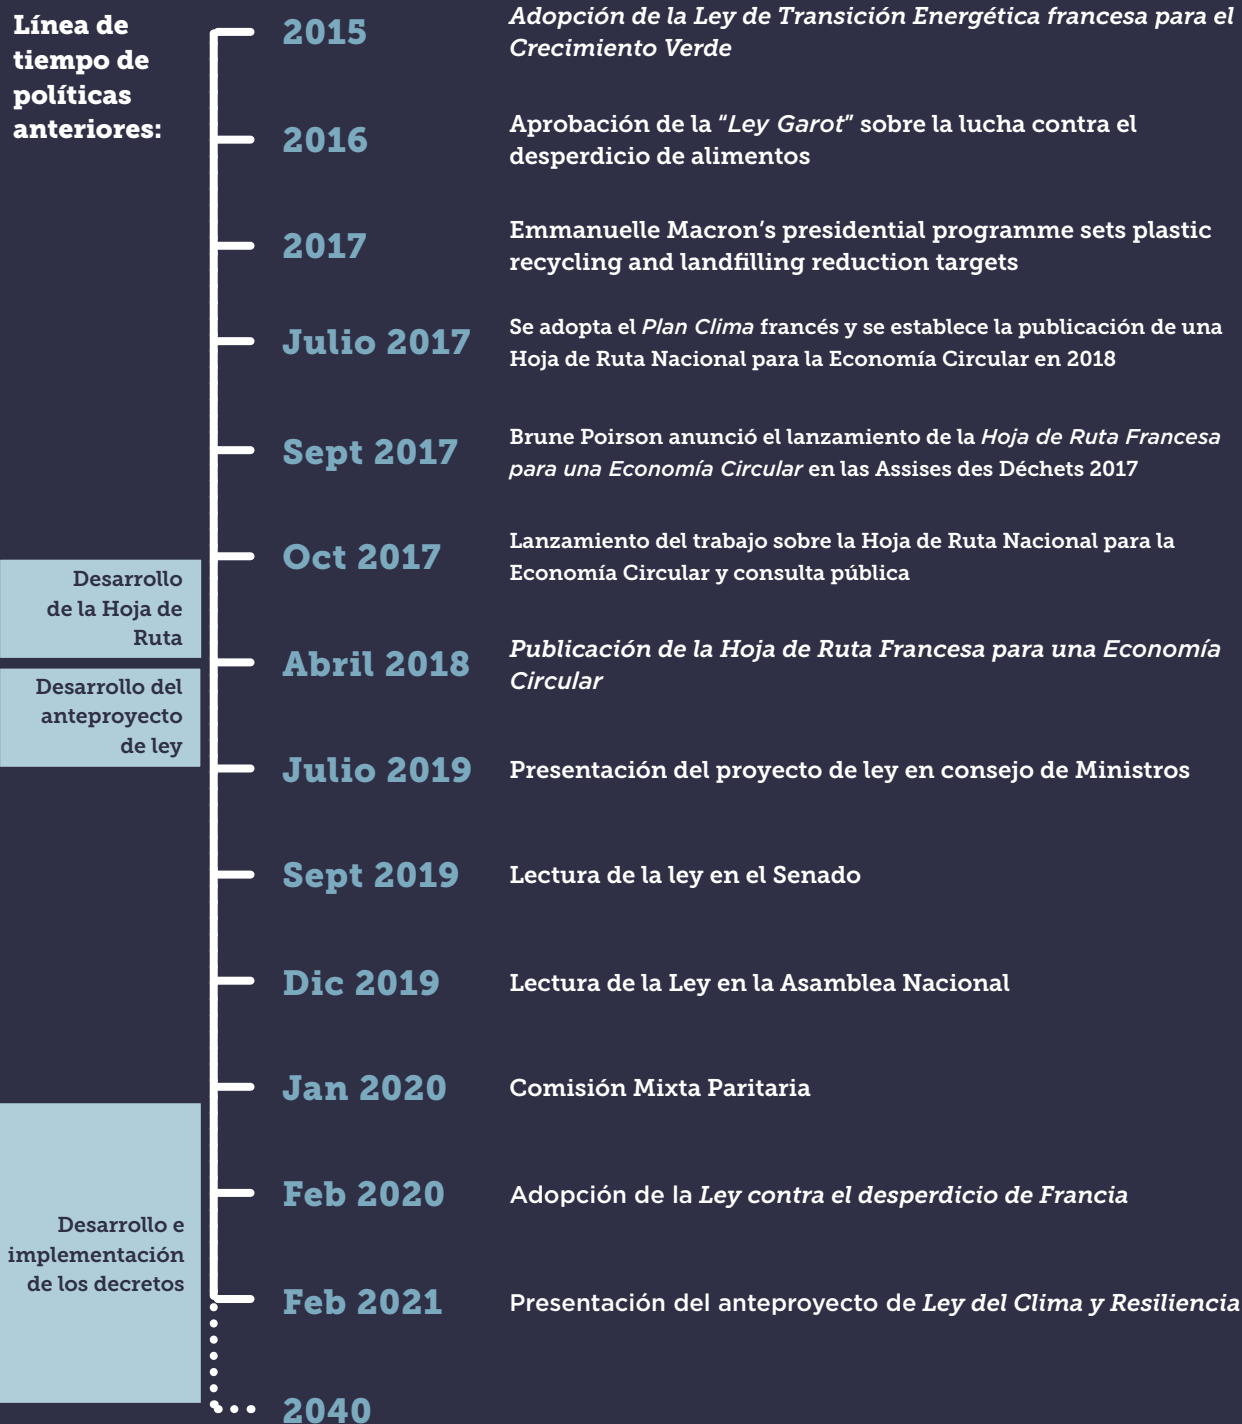 Línea de
tiempo de
políticas
anteriores:
2015
Adopción de la Ley de Transición Energética francesa para el
Crecimiento Verde
2016
Aprobación de la “Ley Garot” sobre la lucha contra el
desperdicio de alimentos
2017
Emmanuelle Macron’s presidential programme sets plastic
recycling and landfilling reduction targets
Julio 2017
Se adopta el Plan Clima francés y se establece la publicación de una
Hoja de Ruta Nacional para la Economía Circular en 2018
Sept 2017
Brune Poirson anunció el lanzamiento de la Hoja de Ruta Francesa
para una Economía Circular en las Assises des Déchets 2017
Oct 2017
Lanzamiento del trabajo sobre la Hoja de Ruta Nacional para la
Economía Circular y consulta pública
Desarrollo
de la Hoja de
Ruta
Abril 2018
Publicación de la Hoja de Ruta Francesa para una Economía
Circular
Desarrollo del
anteproyecto
de ley
Julio 2019
Presentación del proyecto de ley en consejo de Ministros
Sept 2019
Lectura de la ley en el Senado
Dic 2019
Lectura de la Ley en la Asamblea Nacional
Jan 2020
Comisión Mixta Paritaria
Feb 2020
Adopción de la Ley contra el desperdicio de Francia
Desarrollo e
implementación
de los decretos
Feb 2021
Presentación del anteproyecto de Ley del Clima y Resiliencia
2040